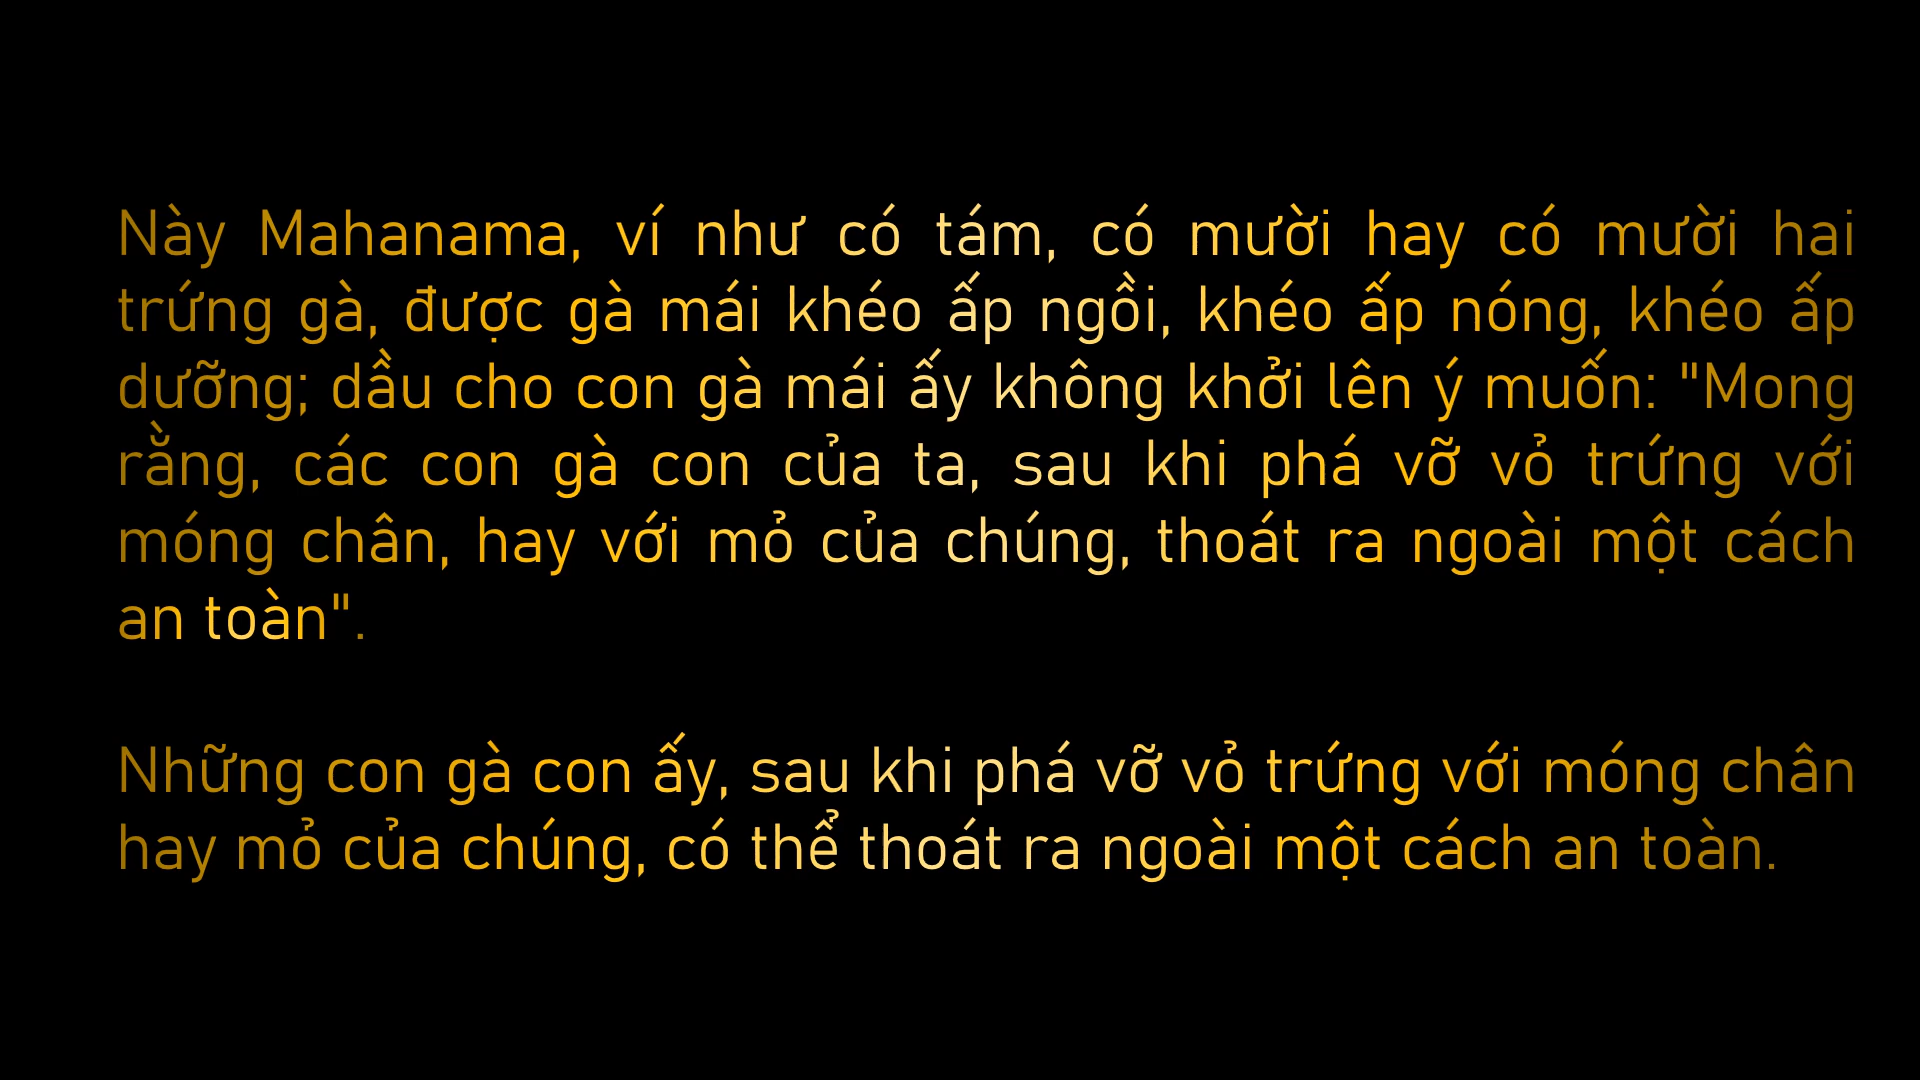 Này Mahanama, ví như có tám, có mười hay có mười hai
trứng gà, được gà mái khéo ấp ngồi, khéo ấp nóng, khéo ấp
dưỡng; dầu cho con gà mái ấy không khởi lên ý muốn: "Mong
rằng, các con gà con của ta, sau khi phá vỡ vỏ trứng với
móng chân, hay với mỏ của chúng, thoát ra ngoài một cách
an toàn".
Những con gà con ấy, sau khi phá vỡ vỏ trứng với móng chân
hay mỏ của chúng, có thể thoát ra ngoài một cách an toàn.